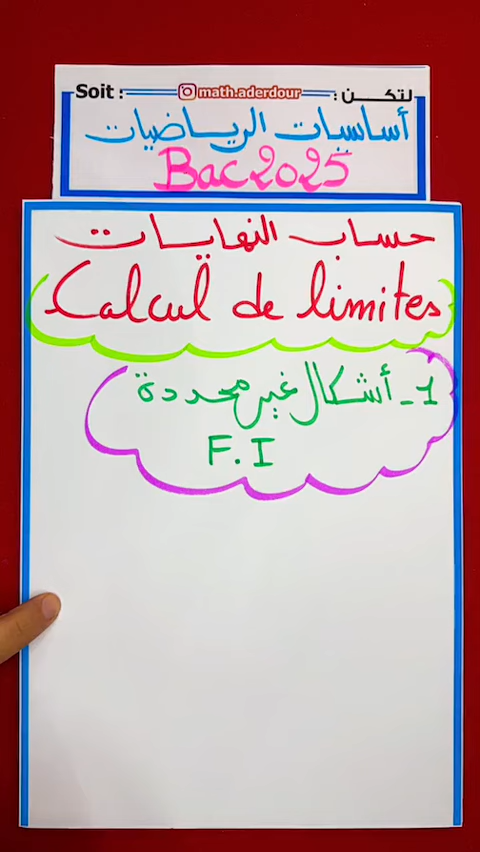 Soit : math.aderdour لتكن :
أساسيات الرياضيات
Bac2025
حساب النهايات
Calcul de limites
1- أشكال غير محددة
F.I